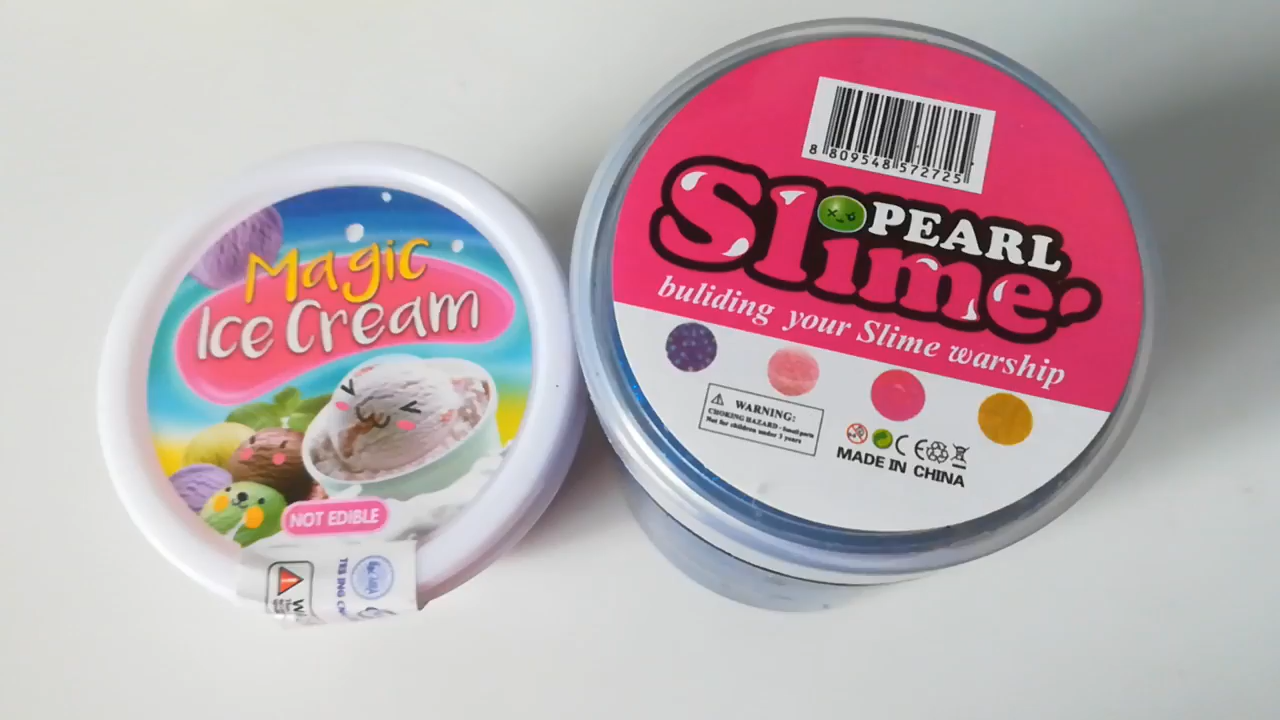 Magic
Ice Cream
NOT EDIBLE
8 809548 572725
PEARL
Slime
buliding your Slime warship
WARNING:
CHOKING HAZARD - Small parts
Not for children under 3 years
CE
MADE IN CHINA